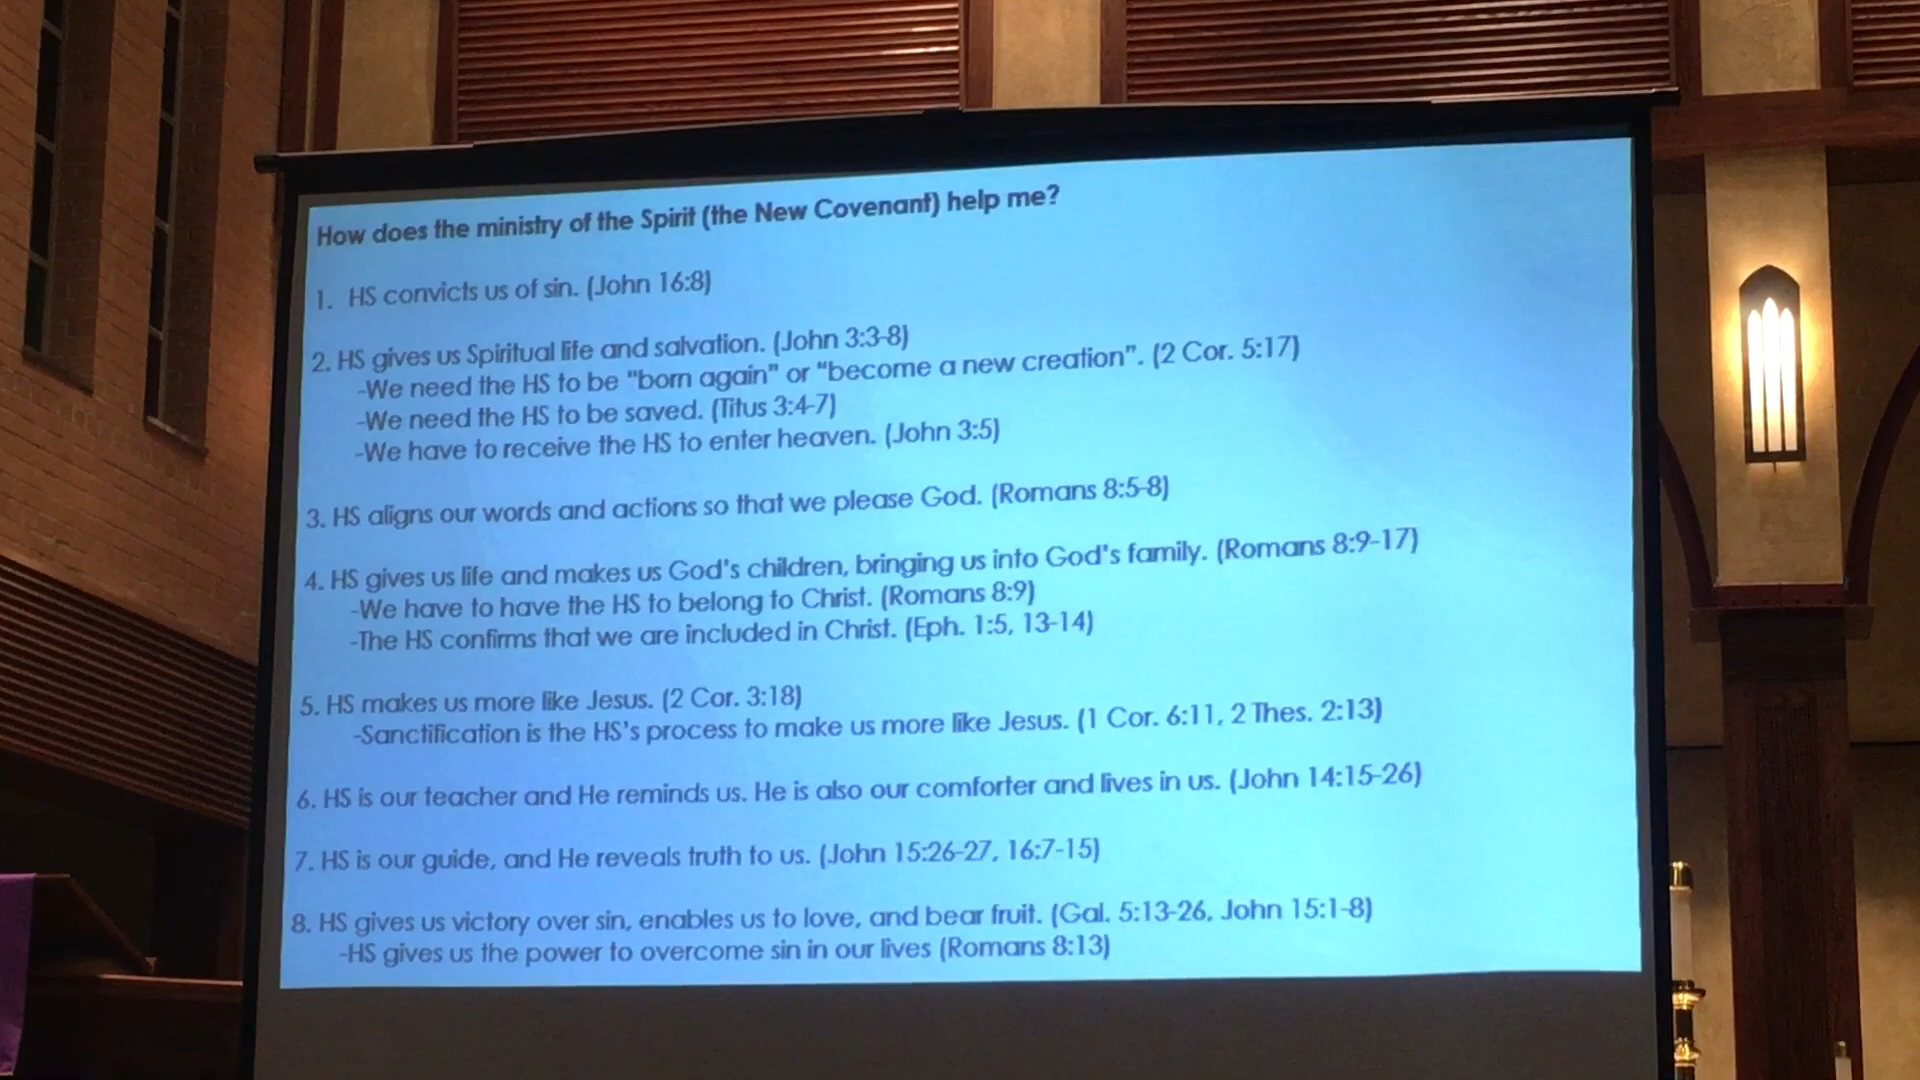 How does the ministry of the Spirit (the New Covenant) help me?
1. HS convicts us of sin. (John 16:8)
2. HS gives us Spiritual life and salvation. (John 3:3-8)
-We need the HS to be "born again" or "become a new creation". (2 Cor. 5:17)
-We need the HS to be saved. (Titus 3:4-7)
-We have to receive the HS to enter heaven. (John 3:5)
3. HS aligns our words and actions so that we please God. (Romans 8:5-8)
4. HS gives us life and makes us God's children, bringing us into God's family. (Romans 8:9-17)
-We have to have the HS to belong to Christ. (Romans 8:9)
-The HS confirms that we are included in Christ. (Eph. 1:5, 13-14)
5. HS makes us more like Jesus. (2 Cor. 3:18)
-Sanctification is the HS's process to make us more like Jesus. (1 Cor. 6:11, 2 Thes. 2:13)
6. HS is our teacher and He reminds us. He is also our comforter and lives in us. (John 14:15-26)
7. HS is our guide, and He reveals truth to us. (John 15:26-27, 16:7-15)
8. HS gives us victory over sin, enables us to love, and bear fruit. (Gal. 5:13-26, John 15:1-8)
-HS gives us the power to overcome sin in our lives (Romans 8:13)